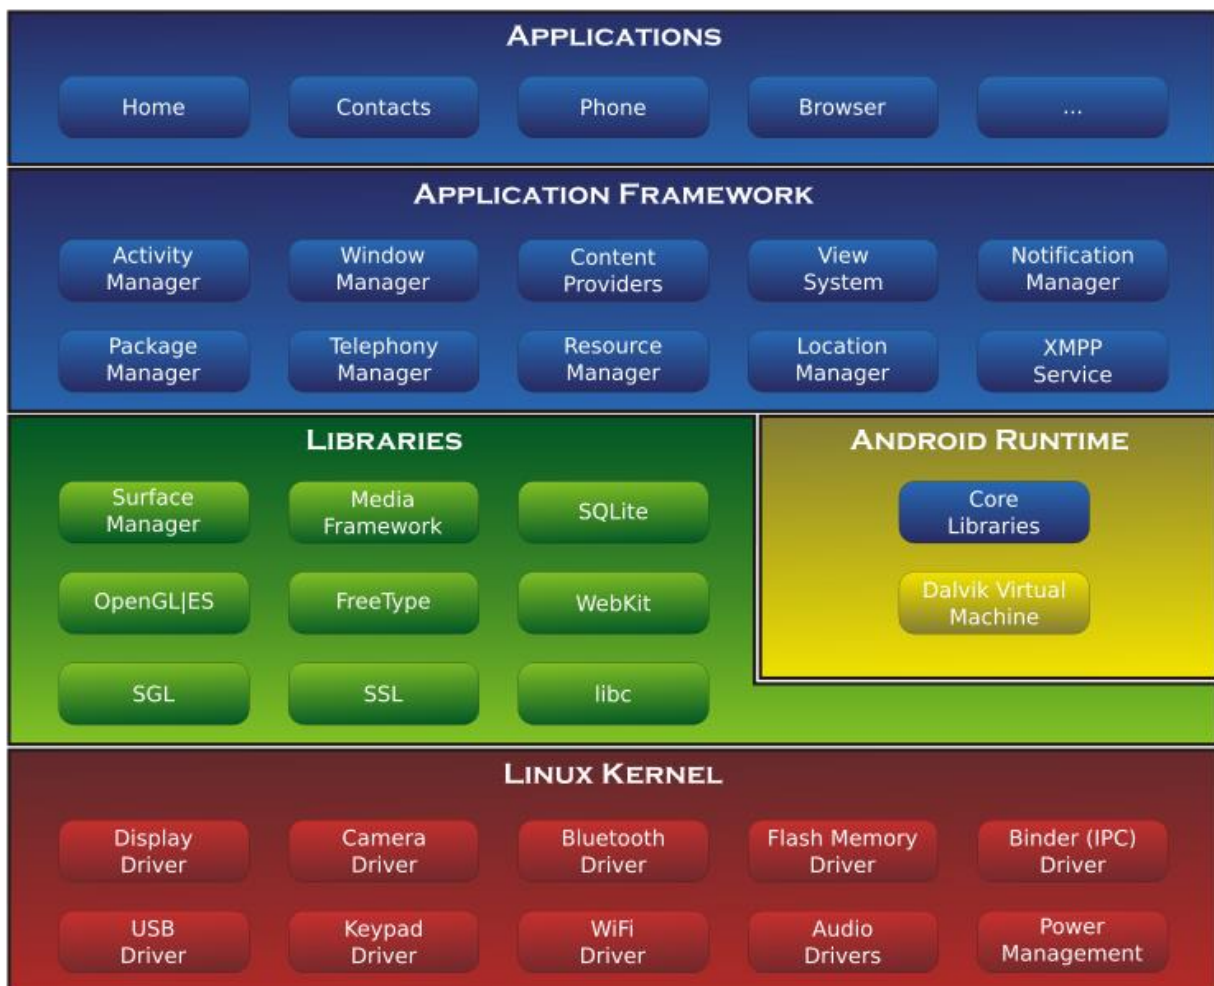 APPLICATIONS
Home
Contacts
Phone
Browser
...
APPLICATION FRAMEWORK
Activity
Manager
Window
Manager
Content
Providers
View
System
Notification
Manager
Package
Manager
Telephony
Manager
Resource
Manager
Location
Manager
XMPP
Service
LIBRARIES
Surface
Manager
Media
Framework
SQLite
OpenGL|ES
FreeType
WebKit
SGL
SSL
libc
ANDROID RUNTIME
Core
Libraries
Dalvik Virtual
Machine
LINUX KERNEL
Display
Driver
Camera
Driver
Bluetooth
Driver
Flash Memory
Driver
Binder (IPC)
Driver
USB
Driver
Keypad
Driver
WiFi
Driver
Audio
Drivers
Power
Management